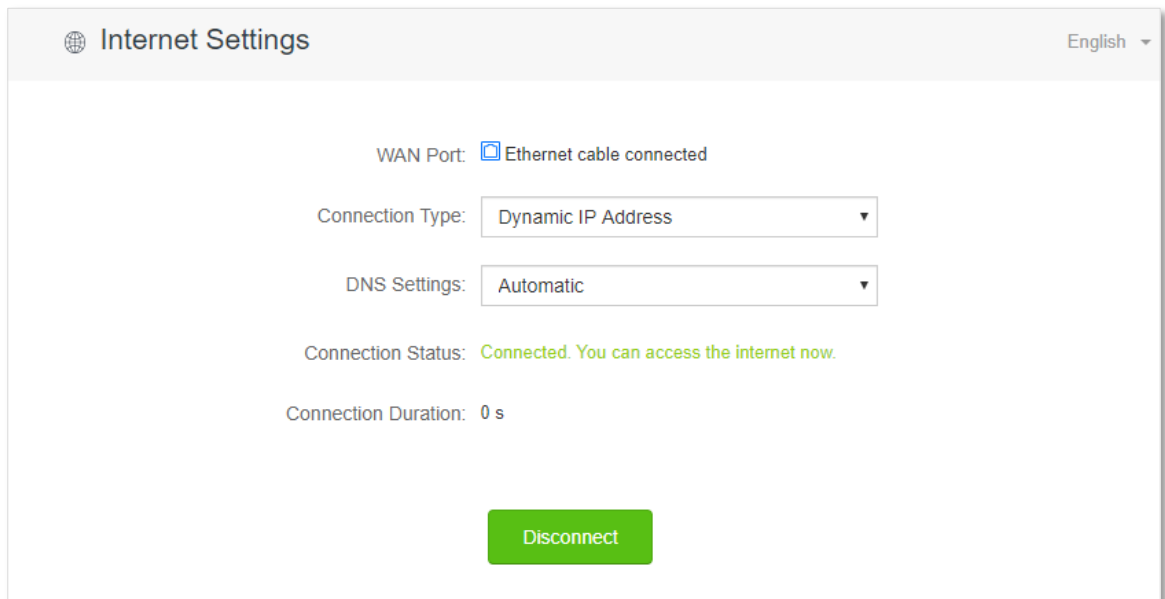 Internet Settings
English
WAN Port: Ethernet cable connected
Connection Type: Dynamic IP Address
DNS Settings: Automatic
Connection Status: Connected. You can access the internet now.
Connection Duration: 0 s
Disconnect